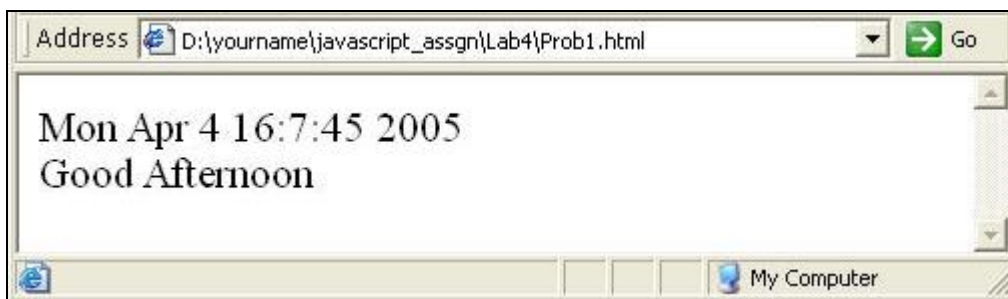 Address D:\yourname\javascript_assgn\Lab4\Prob1.html Go
Mon Apr 4 16:7:45 2005
Good Afternoon
My Computer